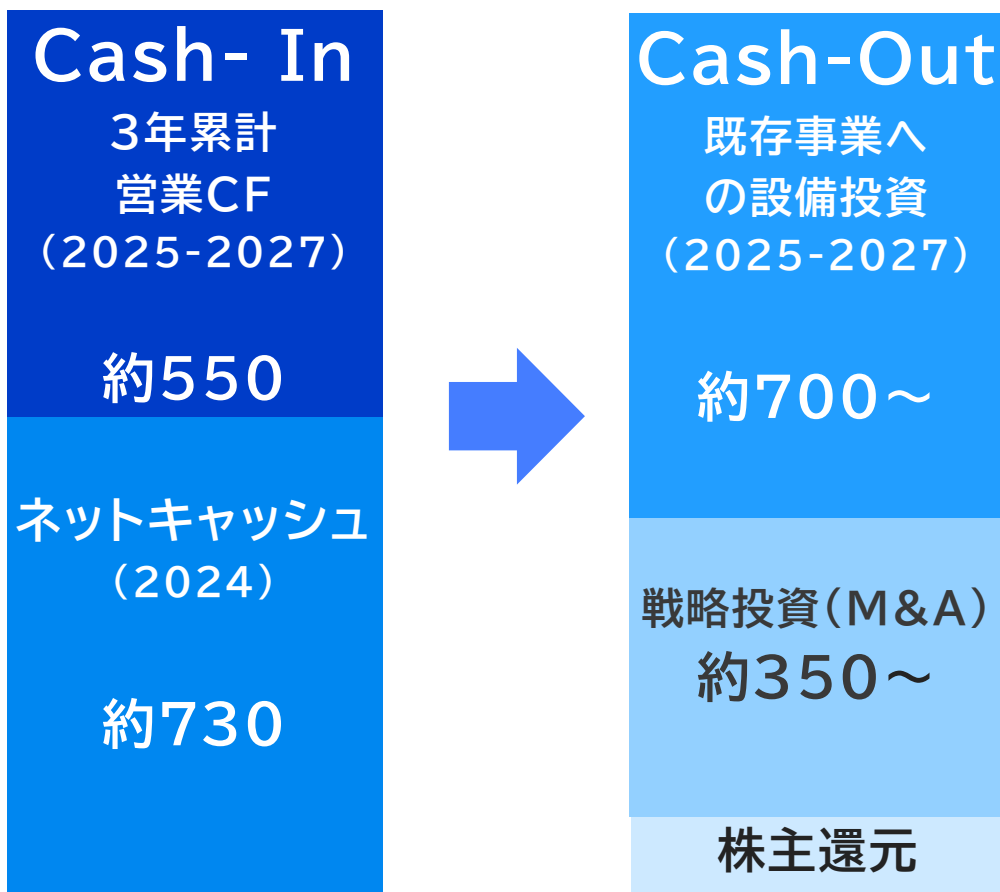 Cash- In
3年累計
営業CF
（2025-2027）
約550
ネットキャッシュ
（2024）
約730
Cash-Out
既存事業へ
の設備投資
（2025-2027）
約700～
戦略投資（M&A）
約350～
株主還元